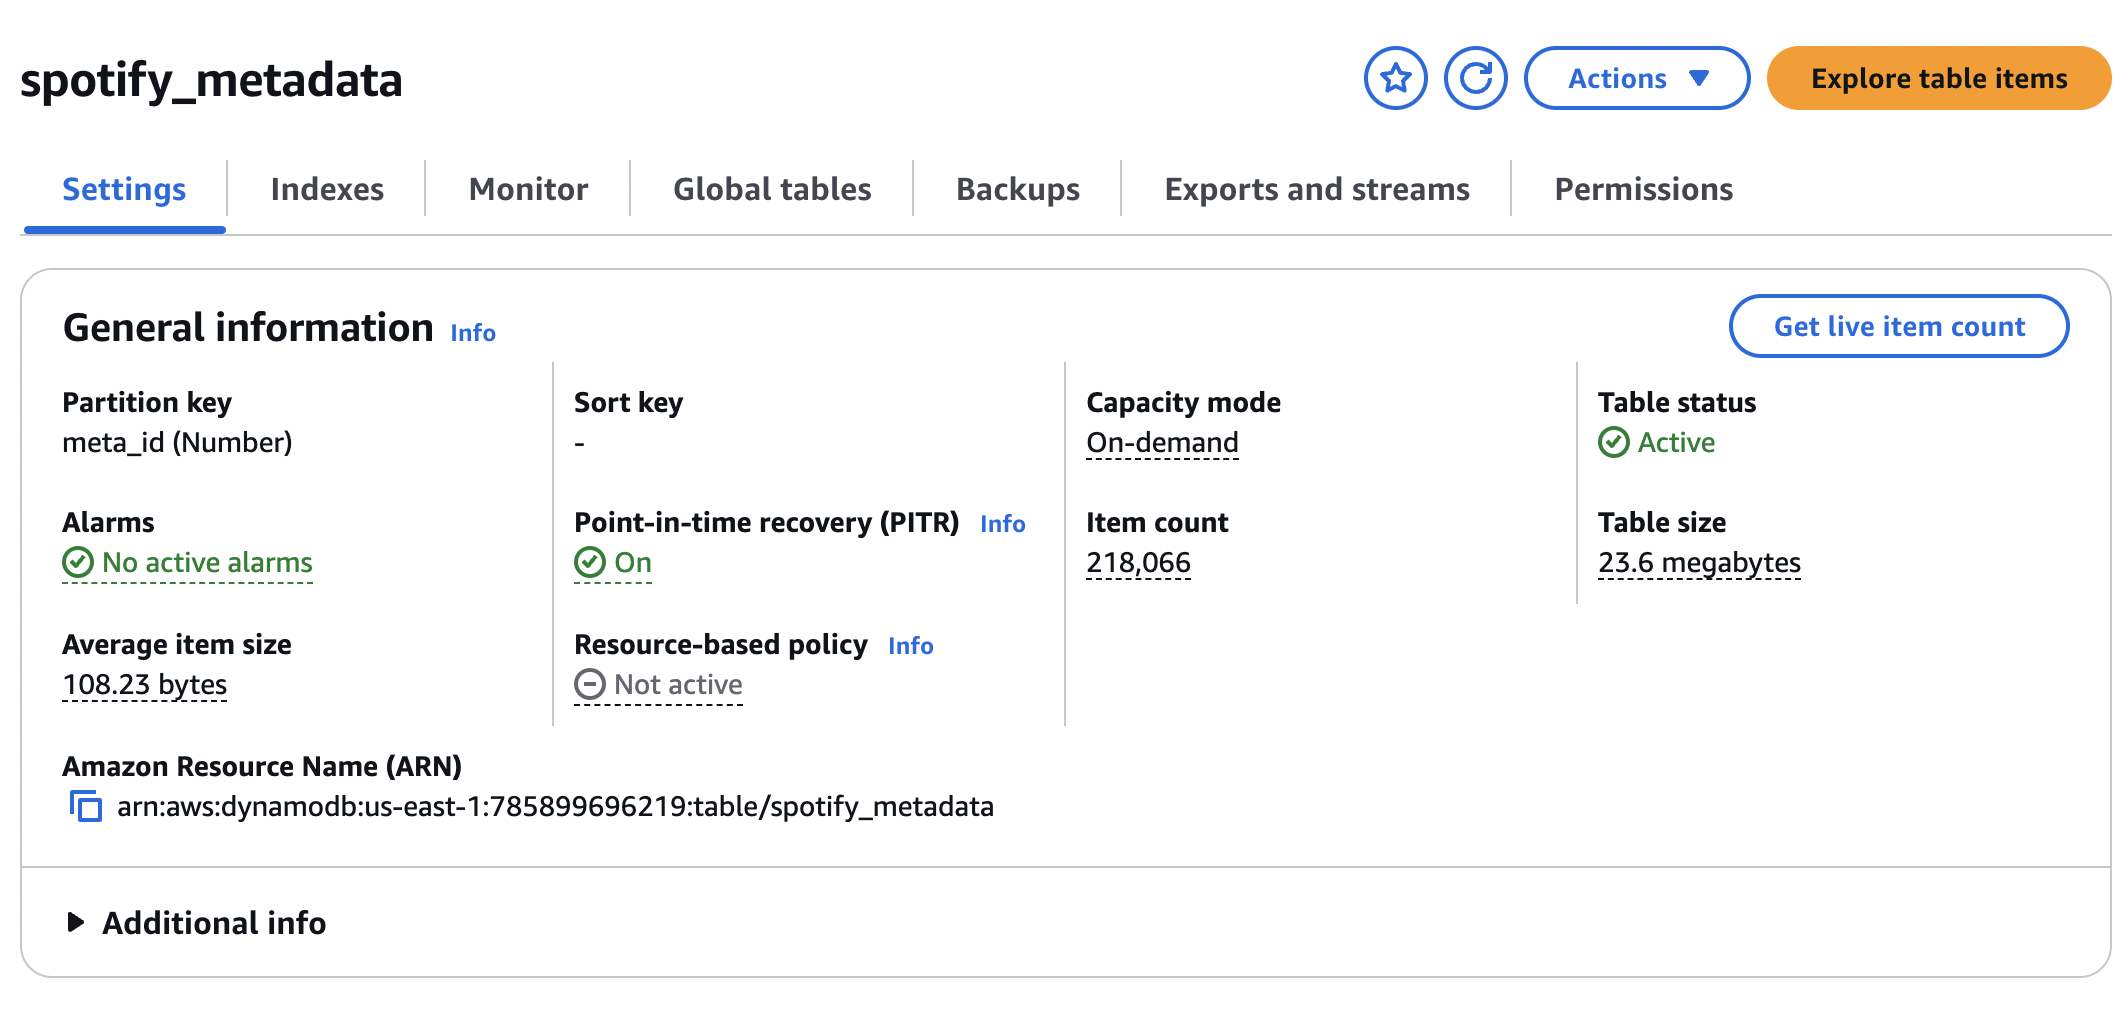 spotify_metadata
Actions
Explore table items
Settings
Indexes
Monitor
Global tables
Backups
Exports and streams
Permissions
General information Info
Get live item count
Partition key
meta_id (Number)
Sort key
-
Capacity mode
On-demand
Table status
Active
Alarms
No active alarms
Point-in-time recovery (PITR) Info
On
Item count
218,066
Table size
23.6 megabytes
Average item size
108.23 bytes
Resource-based policy Info
Not active
Amazon Resource Name (ARN)
arn:aws:dynamodb:us-east-1:785899696219:table/spotify_metadata
Additional info